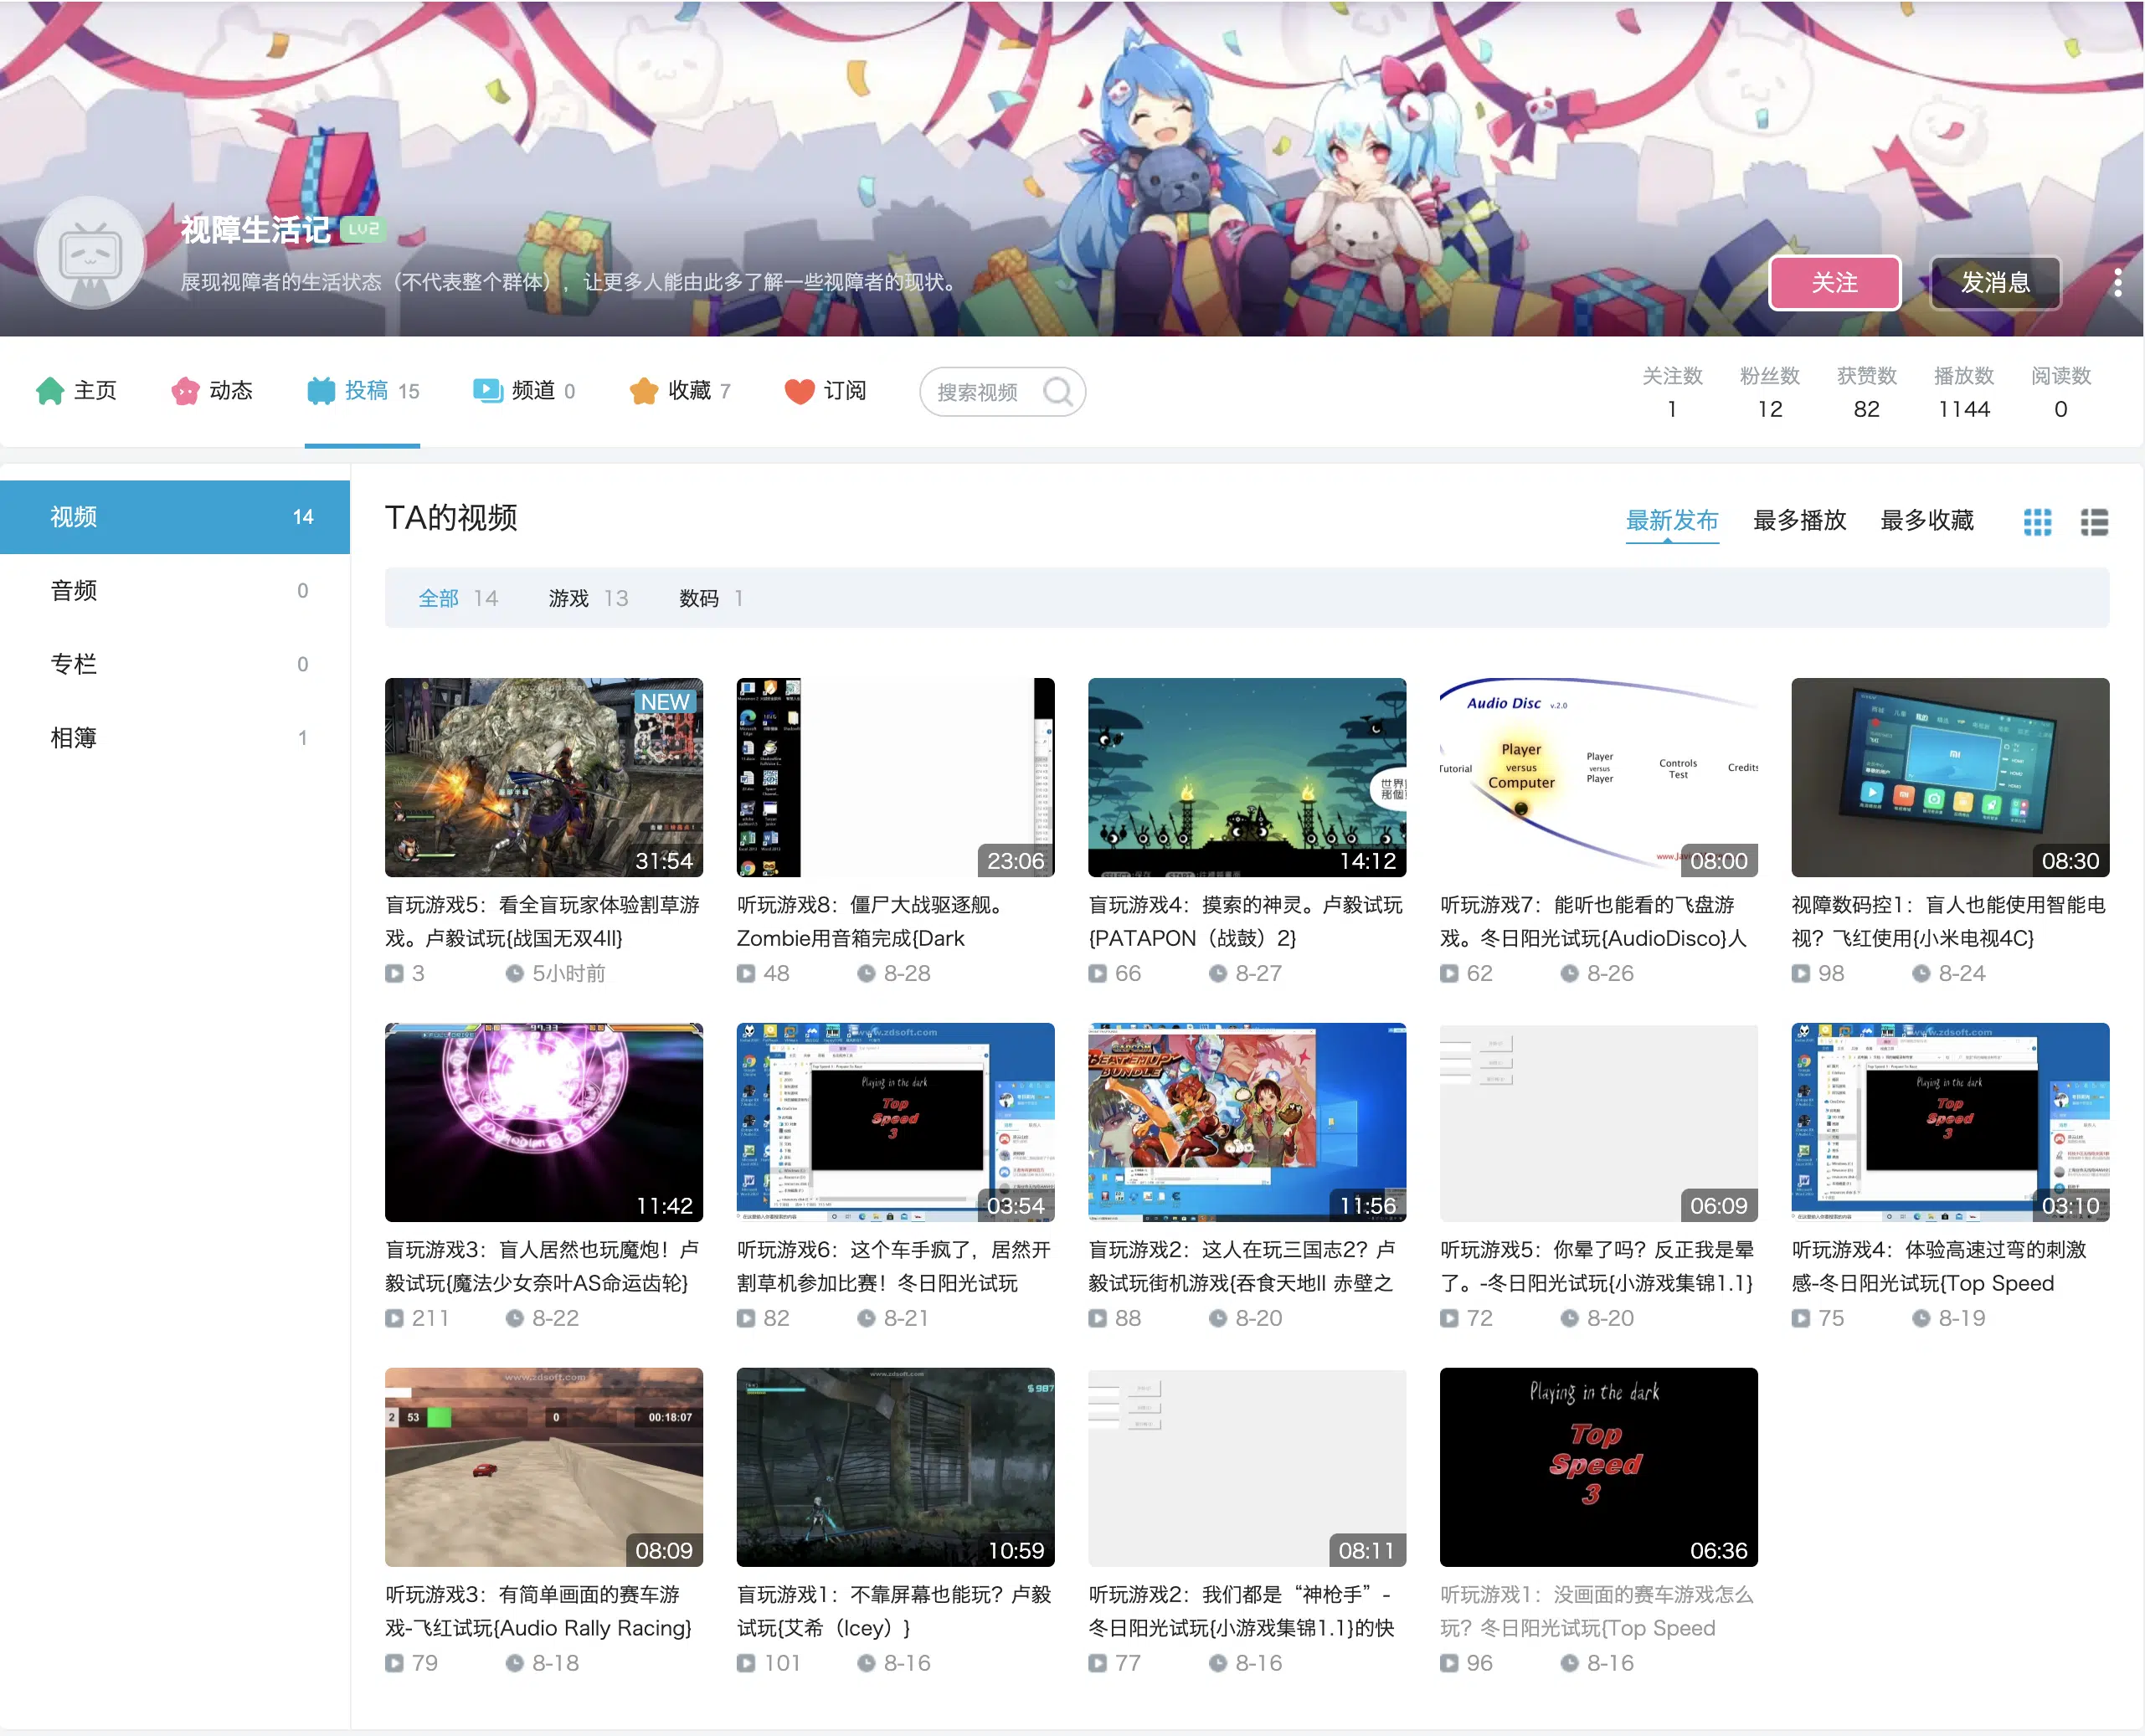 视障生活记 LV2
展现视障者的生活状态（不代表整个群体），让更多人能由此多了解一些视障者的现状。
关注 发消息
主页 动态 投稿 15 频道 0 收藏 7 订阅 搜索视频
关注数 粉丝数 获赞数 播放数 阅读数
1 12 82 1144 0
视频 14
音频 0
专栏 0
相簿 1
TA的视频
最新发布 最多播放 最多收藏
全部 14 游戏 13 数码 1
NEW
31:54
盲玩游戏5：看全盲玩家体验割草游
戏。卢毅试玩{战国无双4II}
3 5小时前
23:06
听玩游戏8：僵尸大战驱逐舰。
Zombie用音箱完成{Dark
48 8-28
世界
那個
14:12
盲玩游戏4：摸索的神灵。卢毅试玩
{PATAPON（战鼓）2}
66 8-27
Audio Disc v.2.0
Player
versus
Computer
Player
versus
Player
Controls
Test
Credits
Tutorial
08:00
听玩游戏7：能听也能看的飞盘游
戏。冬日阳光试玩{AudioDisco}人
62 8-26
08:30
视障数码控1：盲人也能使用智能电
视？飞红使用{小米电视4C}
98 8-24
11:42
盲玩游戏3：盲人居然也玩魔炮！卢
毅试玩{魔法少女奈叶AS命运齿轮}
211 8-22
www.zdsoft.com
Playing in the dark
Top
Speed
3
03:54
听玩游戏6：这个车手疯了，居然开
割草机参加比赛！冬日阳光试玩
82 8-21
BEAT'EM UP
BUNDLE
11:56
盲玩游戏2：这人在玩三国志2？卢
毅试玩街机游戏{吞食天地II 赤壁之
88 8-20
06:09
听玩游戏5：你晕了吗？反正我是晕
了。-冬日阳光试玩{小游戏集锦1.1}
72 8-20
www.zdsoft.com
Playing in the dark
Top
Speed
3
03:10
听玩游戏4：体验高速过弯的刺激
感-冬日阳光试玩{Top Speed
75 8-19
www.zdsoft.com
2 53 0 00:18:07
08:09
听玩游戏3：有简单画面的赛车游
戏-飞红试玩{Audio Rally Racing}
79 8-18
www.zdsoft.com
10:59
盲玩游戏1：不靠屏幕也能玩？卢毅
试玩{艾希（Icey）}
101 8-16
08:11
听玩游戏2：我们都是“神枪手”-
冬日阳光试玩{小游戏集锦1.1}的快
77 8-16
Playing in the dark
Top
Speed
3
06:36
听玩游戏1：没画面的赛车游戏怎么
玩？冬日阳光试玩{Top Speed
96 8-16